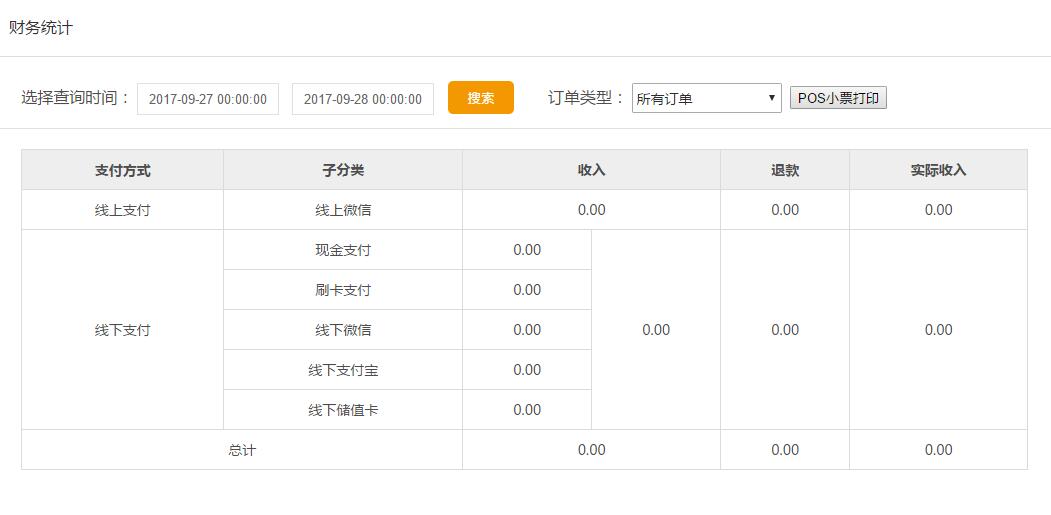 财务统计
选择查询时间： 2017-09-27 00:00:00 2017-09-28 00:00:00 搜索 订单类型： 所有订单 POS小票打印
支付方式 子分类 收入 退款 实际收入
线上支付 线上微信 0.00 0.00 0.00
现金支付 0.00
刷卡支付 0.00
线下支付 线下微信 0.00 0.00 0.00 0.00
线下支付宝 0.00
线下储值卡 0.00
总计 0.00 0.00 0.00